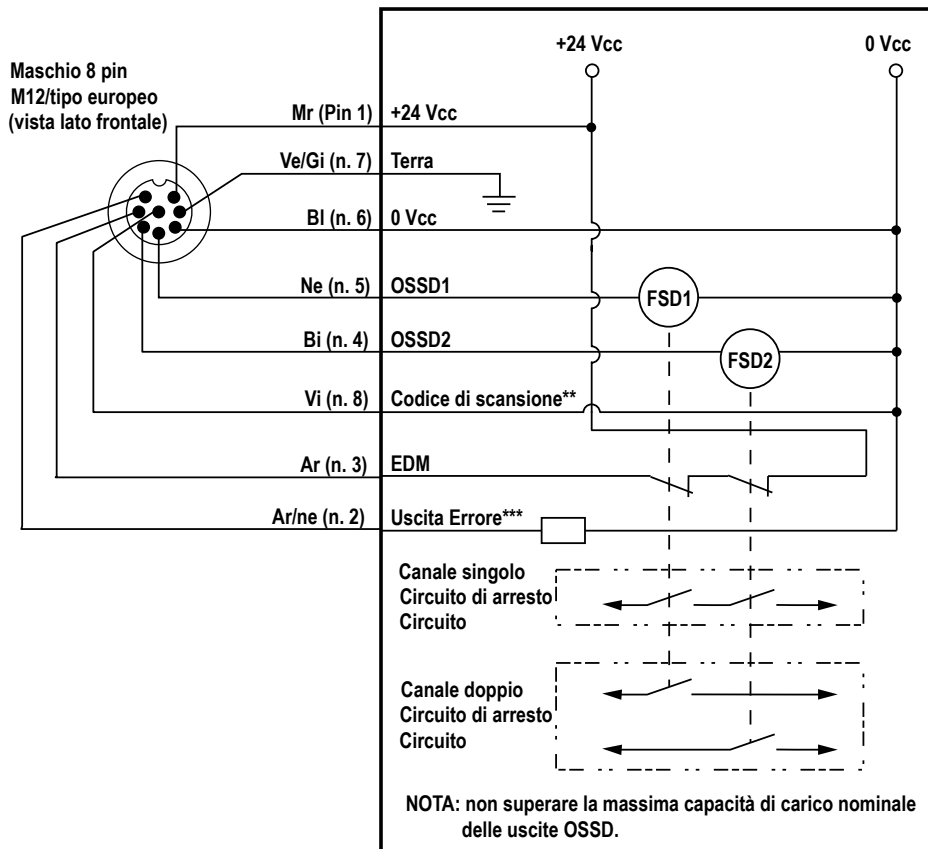 +24 Vcc
0 Vcc
Maschio 8 pin
M12/tipo europeo
(vista lato frontale)
Mr (Pin 1)
+24 Vcc
Ve/Gi (n. 7)
Terra
Bl (n. 6)
0 Vcc
Ne (n. 5)
OSSD1
FSD1
Bi (n. 4)
OSSD2
FSD2
Vi (n. 8)
Codice di scansione**
Ar (n. 3)
EDM
Ar/ne (n. 2)
Uscita Errore***
Canale singolo
Circuito di arresto
Circuito
Canale doppio
Circuito di arresto
Circuito
NOTA: non superare la massima capacità di carico nominale
delle uscite OSSD.